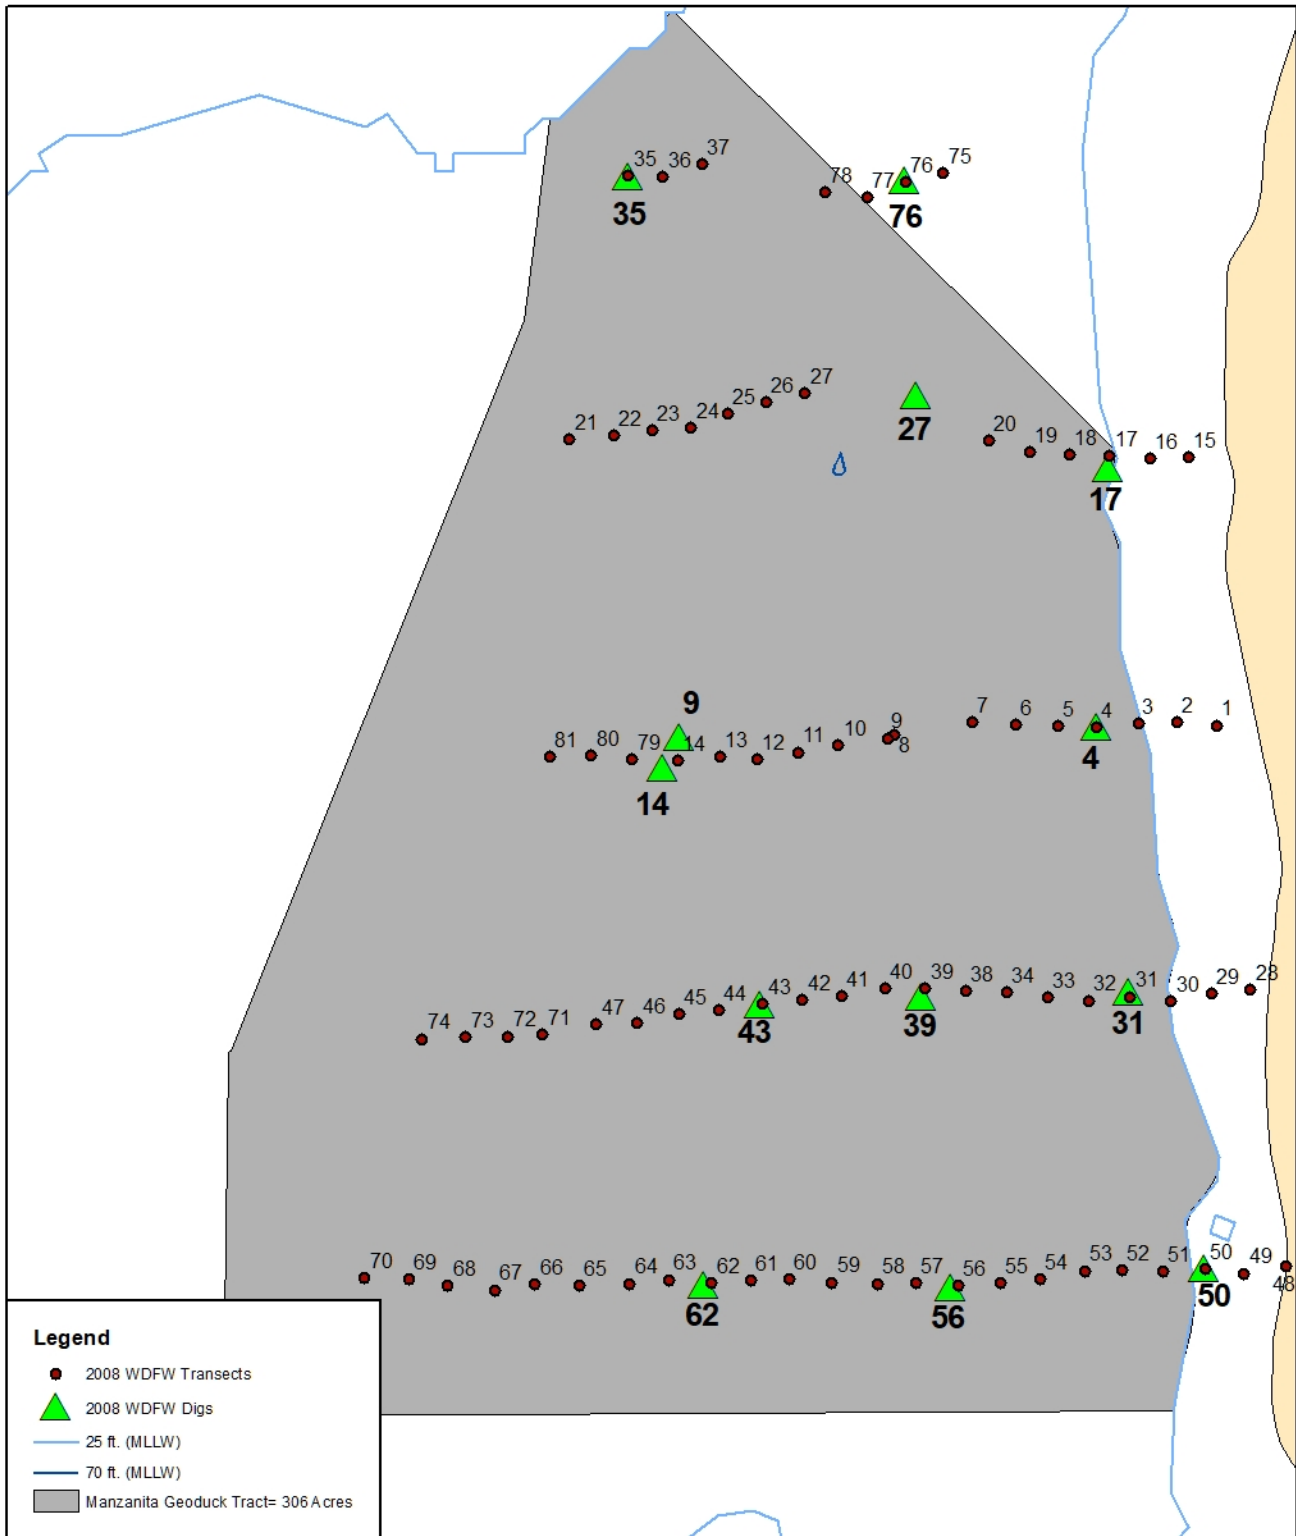 35 36 37
78 77 76 75
35
76
21 22 23 24 25 26 27
27
20 19 18 17 16 15
17
9
81 80 79 14 13 12 11 10 9 8
7 6 5 4 3 2 1
14
4
74 73 72 71 47 46 45 44 43 42 41 40 39 38 34 33 32 31 30 29 28
43
39
31
70 69 68 67 66 65 64 63 62 61 60 59 58 57 56 55 54 53 52 51 50 49 48
62
56
50
Legend
2008 WDFW Transects
2008 WDFW Digs
25 ft. (MLLW)
70 ft. (MLLW)
Manzanita Geoduck Tract= 306 Acres